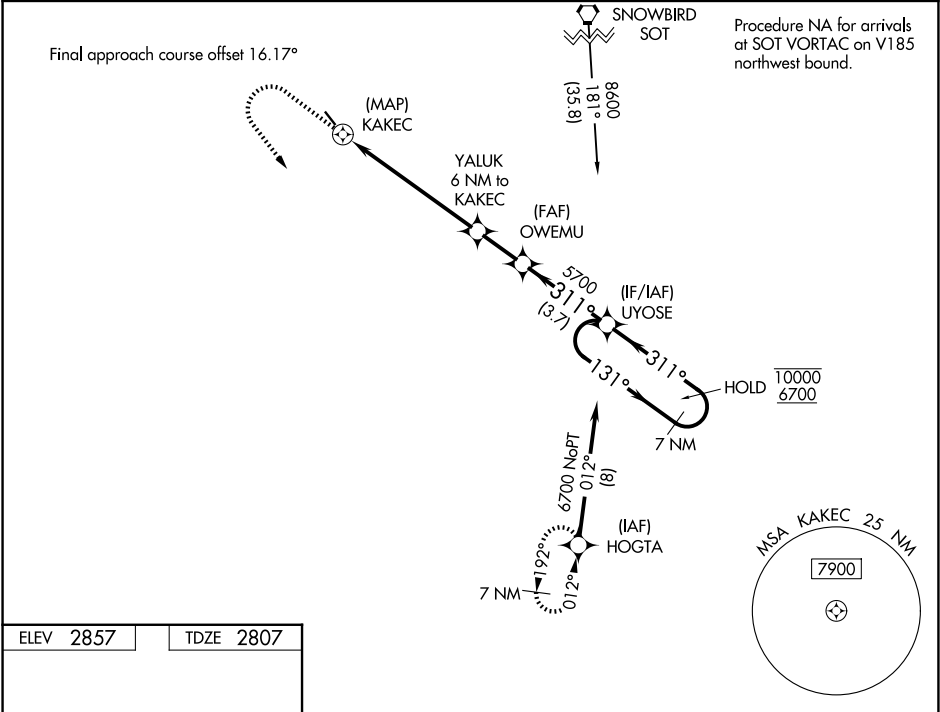 SNOWBIRD
SOT
Procedure NA for arrivals
at SOT VORTAC on V185
northwest bound.
Final approach course offset 16.17°
8600
181°
(35.8)
(MAP)
KAKEC
YALUK
6 NM to
KAKEC
(FAF)
OWEMU
5700
311°
(3.7)
(IF/IAF)
UYOSE
311°
131°
HOLD
10000
6700
7 NM
6700 NoPT
012°
(8)
(IAF)
HOGTA
192°
012°
7 NM
MSA KAKEC 25 NM
7900
ELEV 2857
TDZE 2807